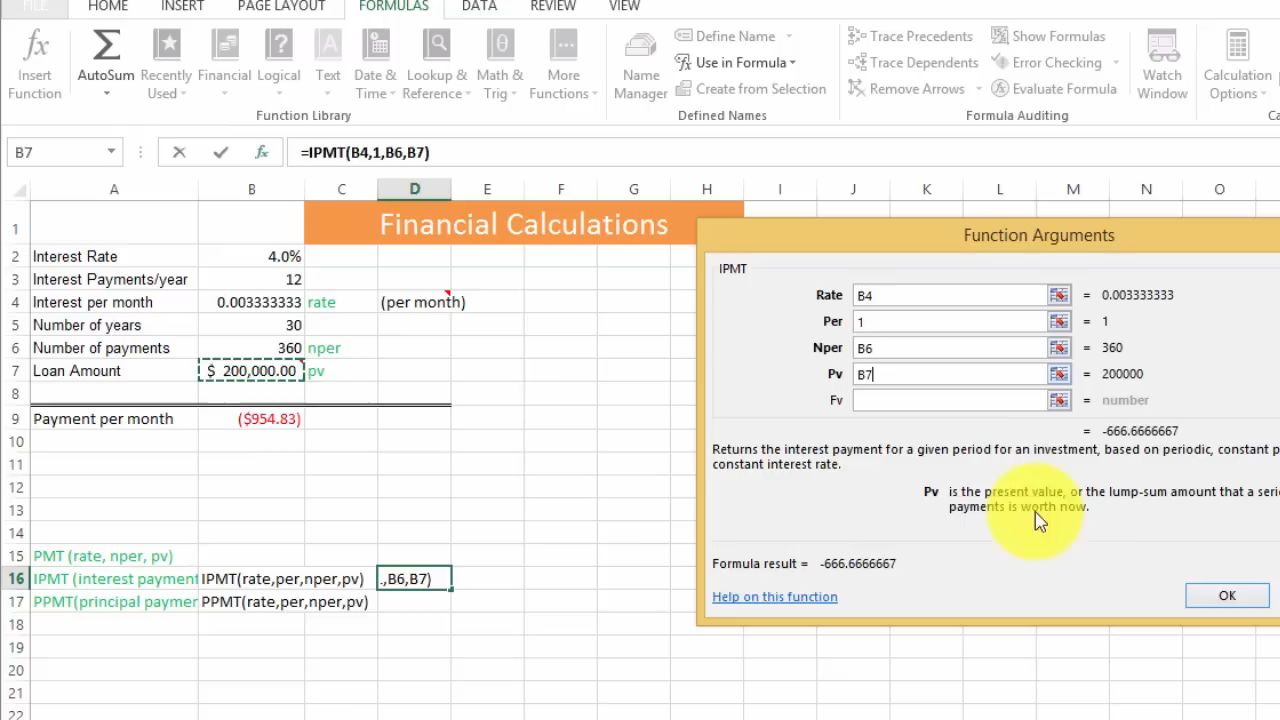 FILE HOME INSERT PAGE LAYOUT FORMULAS DATA REVIEW VIEW
fx Σ ? A θ
Insert Function
AutoSum
Recently Used
Financial
Logical
Text
Date & Time
Lookup & Reference
Math & Trig
More Functions
Function Library
Name Manager
Define Name
Use in Formula
Create from Selection
Defined Names
Trace Precedents
Trace Dependents
Remove Arrows
Show Formulas
Error Checking
Evaluate Formula
Formula Auditing
Watch Window
Calculation Options
Ca
B7 fx =IPMT(B4,1,B6,B7)
A B C D E F G H I J K L M N O
1 Financial Calculations
2 Interest Rate 4.0%
3 Interest Payments/year 12
4 Interest per month 0.003333333 rate (per month)
5 Number of years 30
6 Number of payments 360 nper
7 Loan Amount $ 200,000.00 pv
8
9 Payment per month ($954.83)
10
11
12
13
14
15 PMT (rate, nper, pv)
16 IPMT (interest payment IPMT(rate,per,nper,pv) .,B6,B7)
17 PPMT(principal paymer PPMT(rate,per,nper,pv)
18
19
20
21
22
Function Arguments
IPMT
Rate B4 = 0.003333333
Per 1 = 1
Nper B6 = 360
Pv B7 = 200000
Fv = number
= -666.6666667
Returns the interest payment for a given period for an investment, based on periodic, constant p
constant interest rate.
Pv is the present value, or the lump-sum amount that a seri
payments is worth now.
Formula result = -666.6666667
Help on this function
OK